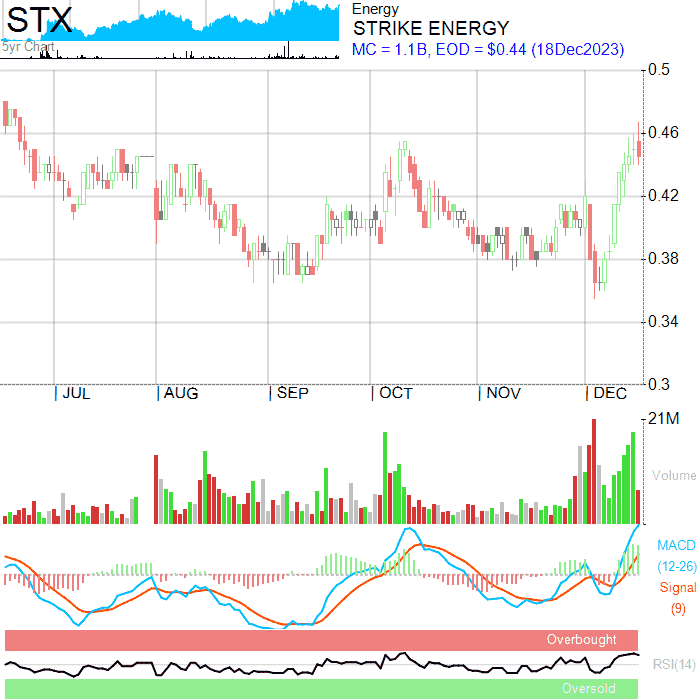 STX
5yr Chart
Energy
STRIKE ENERGY
MC = 1.1B, EOD = $0.44 (18Dec2023)
0.5
0.46
0.42
0.38
0.34
0.3
JUL AUG SEP OCT NOV DEC
21M
Volume
MACD
(12-26)
Signal
(9)
Overbought
RSI(14)
Oversold